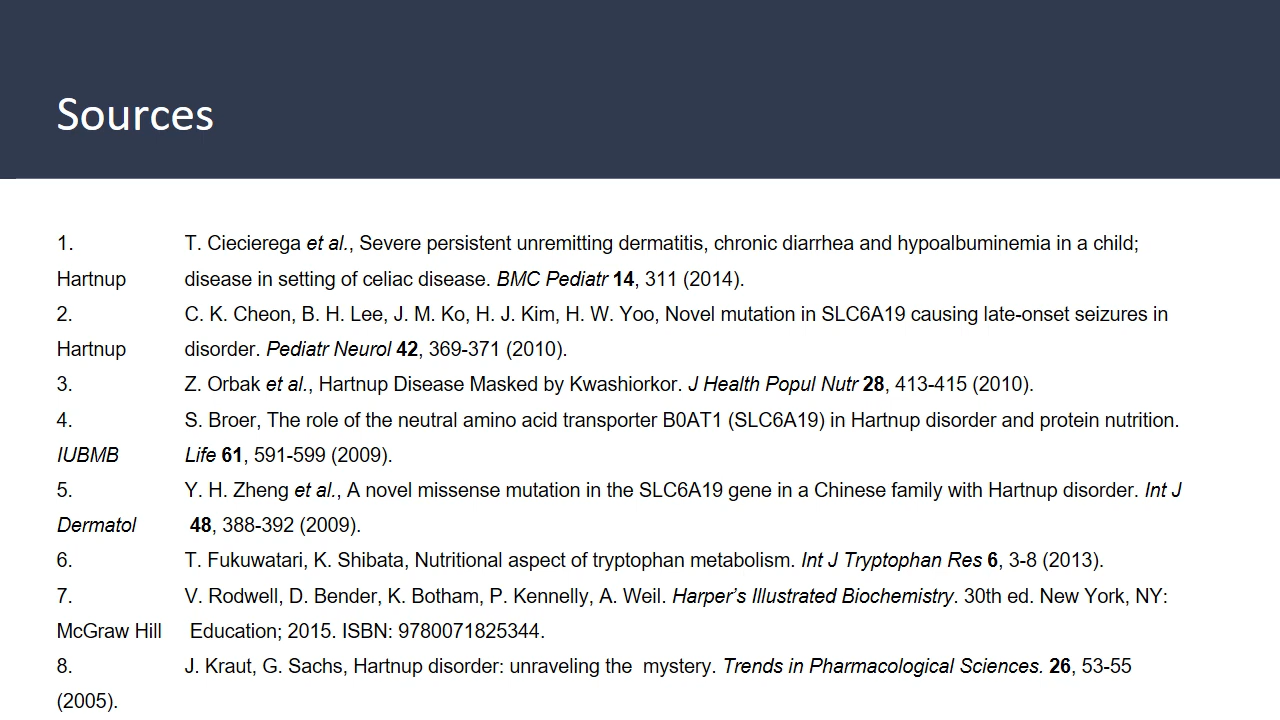 Sources
1. T. Ciecierega et al., Severe persistent unremitting dermatitis, chronic diarrhea and hypoalbuminemia in a child;
Hartnup disease in setting of celiac disease. BMC Pediatr 14, 311 (2014).
2. C. K. Cheon, B. H. Lee, J. M. Ko, H. J. Kim, H. W. Yoo, Novel mutation in SLC6A19 causing late-onset seizures in
Hartnup disorder. Pediatr Neurol 42, 369-371 (2010).
3. Z. Orbak et al., Hartnup Disease Masked by Kwashiorkor. J Health Popul Nutr 28, 413-415 (2010).
4. S. Broer, The role of the neutral amino acid transporter B0AT1 (SLC6A19) in Hartnup disorder and protein nutrition.
IUBMB Life 61, 591-599 (2009).
5. Y. H. Zheng et al., A novel missense mutation in the SLC6A19 gene in a Chinese family with Hartnup disorder. Int J
Dermatol 48, 388-392 (2009).
6. T. Fukuwatari, K. Shibata, Nutritional aspect of tryptophan metabolism. Int J Tryptophan Res 6, 3-8 (2013).
7. V. Rodwell, D. Bender, K. Botham, P. Kennelly, A. Weil. Harper’s Illustrated Biochemistry. 30th ed. New York, NY:
McGraw Hill Education; 2015. ISBN: 9780071825344.
8. J. Kraut, G. Sachs, Hartnup disorder: unraveling the mystery. Trends in Pharmacological Sciences. 26, 53-55
(2005).